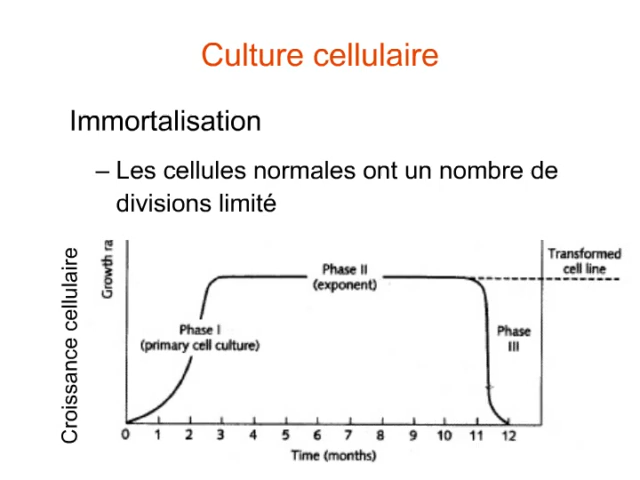 Culture cellulaire
Immortalisation
– Les cellules normales ont un nombre de
divisions limité
Croissance cellulaire
Growth ra
Phase I
(primary cell culture)
Phase II
(exponent)
Transformed
cell line
Phase
III
0 1 2 3 4 5 6 7 8 9 10 11 12
Time (months)